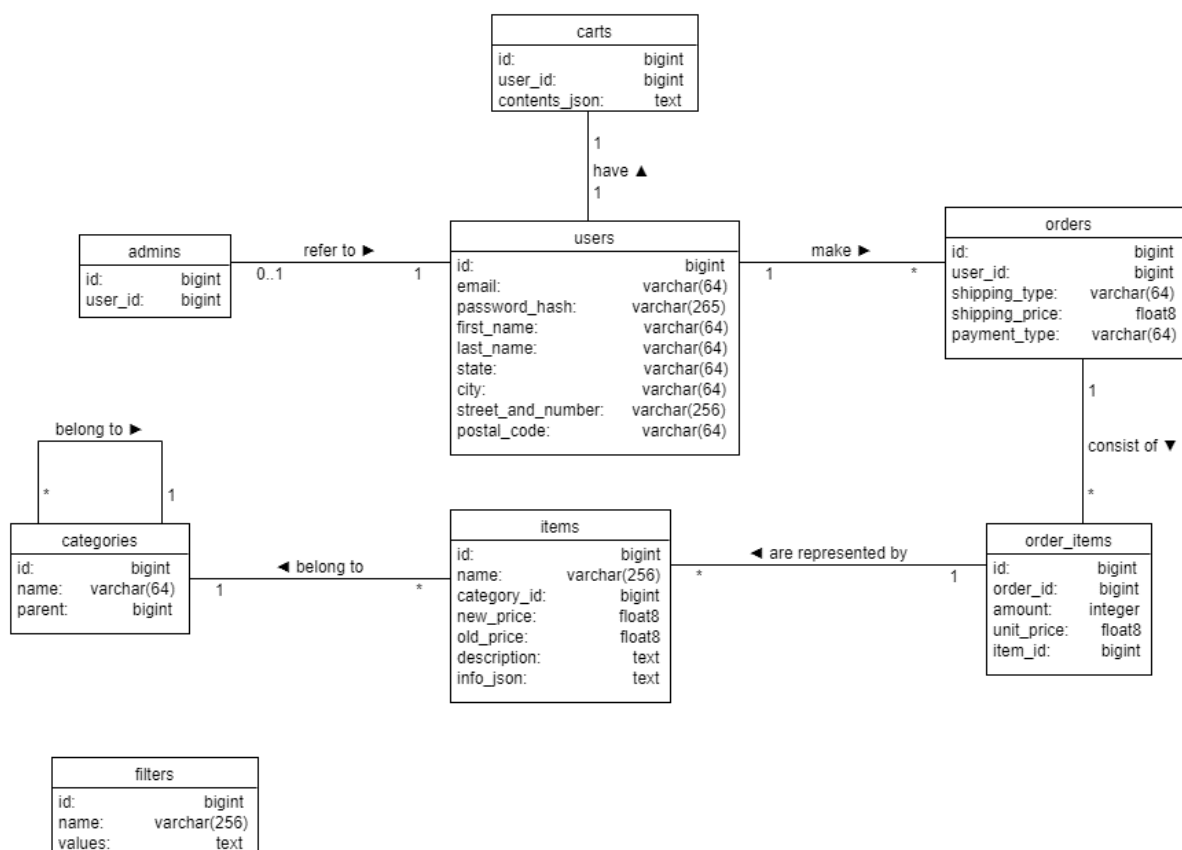 carts
id: bigint
user_id: bigint
contents_json: text
1
have ▲
1
admins
id: bigint
user_id: bigint
refer to ►
0..1 1
users
id: bigint
email: varchar(64)
password_hash: varchar(265)
first_name: varchar(64)
last_name: varchar(64)
state: varchar(64)
city: varchar(64)
street_and_number: varchar(256)
postal_code: varchar(64)
make ►
1 *
orders
id: bigint
user_id: bigint
shipping_type: varchar(64)
shipping_price: float8
payment_type: varchar(64)
1
consist of ▼
*
belong to ►
* 1
categories
id: bigint
name: varchar(64)
parent: bigint
◄ belong to
1 *
items
id: bigint
name: varchar(256)
category_id: bigint
new_price: float8
old_price: float8
description: text
info_json: text
◄ are represented by
* 1
order_items
id: bigint
order_id: bigint
amount: integer
unit_price: float8
item_id: bigint
filters
id: bigint
name: varchar(256)
values: text